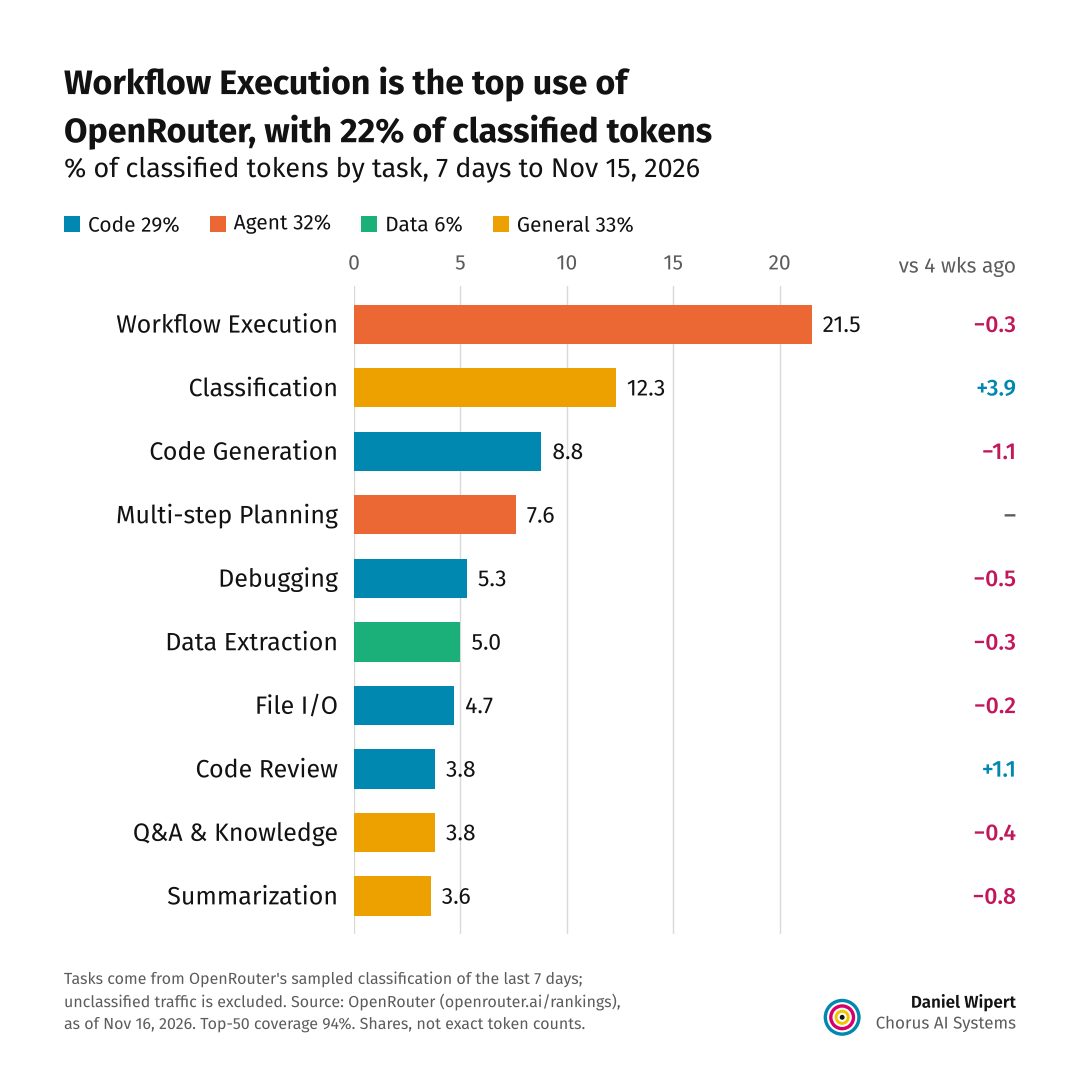 Workflow Execution is the top use of
OpenRouter, with 22% of classified tokens
% of classified tokens by task, 7 days to Nov 15, 2026
Code 29% Agent 32% Data 6% General 33%
0 5 10 15 20 vs 4 wks ago
Workflow Execution 21.5 −0.3
Classification 12.3 +3.9
Code Generation 8.8 −1.1
Multi-step Planning 7.6 –
Debugging 5.3 −0.5
Data Extraction 5.0 −0.3
File I/O 4.7 −0.2
Code Review 3.8 +1.1
Q&A & Knowledge 3.8 −0.4
Summarization 3.6 −0.8
Tasks come from OpenRouter's sampled classification of the last 7 days;
unclassified traffic is excluded. Source: OpenRouter (openrouter.ai/rankings),
as of Nov 16, 2026. Top-50 coverage 94%. Shares, not exact token counts.
Daniel Wipert
Chorus AI Systems